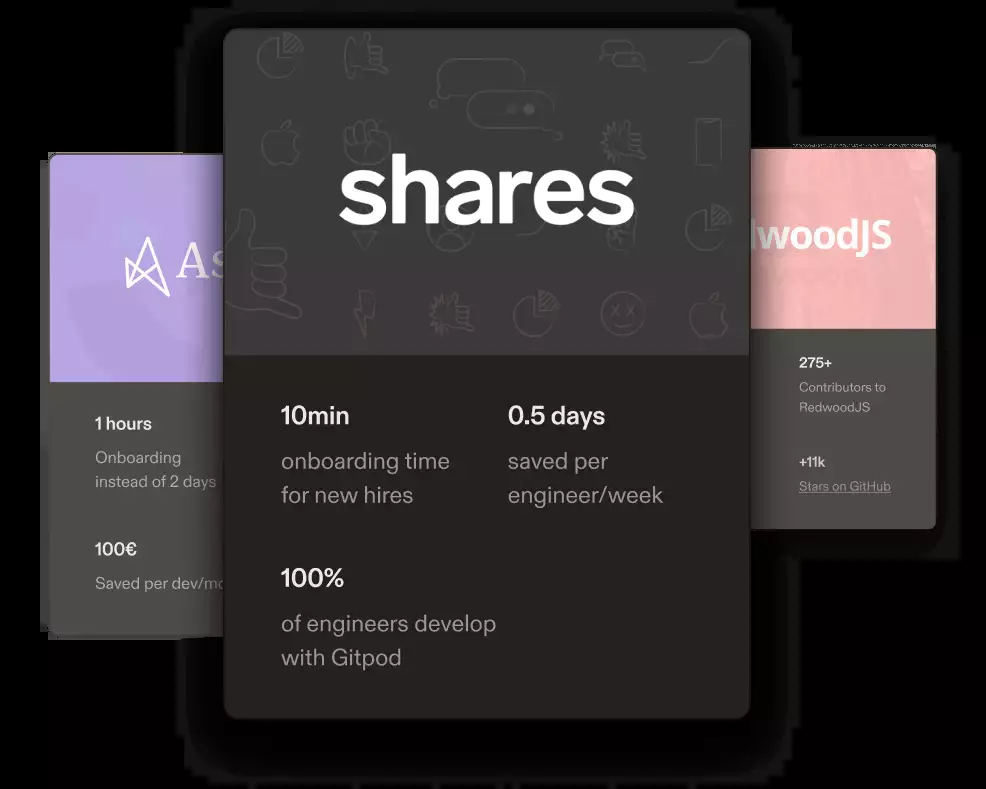 As
1 hours
Onboarding
instead of 2 days
100€
Saved per dev/mo
shares
10min
onboarding time
for new hires
0.5 days
saved per
engineer/week
100%
of engineers develop
with Gitpod
dwoodJS
275+
Contributors to
RedwoodJS
+11k
Stars on GitHub